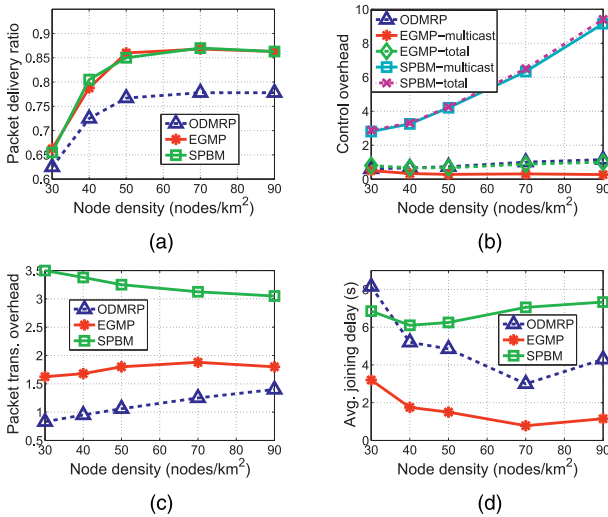 Packet delivery ratio
0.9
0.85
0.8
0.75
0.7
0.65
0.6
30 40 50 60 70 80 90
Node density (nodes/km²)
ODMRP
EGMP
SPBM
(a)
Control overhead
10
8
6
4
2
0
30 40 50 60 70 80 90
Node density (nodes/km²)
ODMRP
EGMP−multicast
EGMP−total
SPBM−multicast
SPBM−total
(b)
Packet trans. overhead
3.5
3
2.5
2
1.5
1
0.5
30 40 50 60 70 80 90
Node density (nodes/km²)
ODMRP
EGMP
SPBM
(c)
Avg. joining delay (s)
8
6
4
2
0
30 40 50 60 70 80 90
Node density (nodes/km²)
ODMRP
EGMP
SPBM
(d)